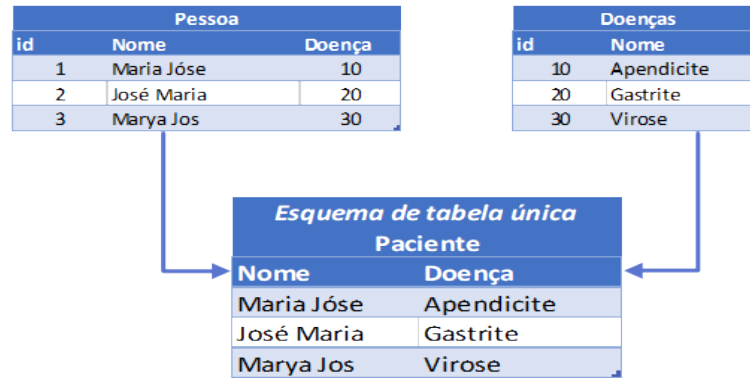 Pessoa
id Nome Doença
1 Maria Jóse 10
2 José Maria 20
3 Marya Jos 30
Doenças
id Nome
10 Apendicite
20 Gastrite
30 Virose
Esquema de tabela única
Paciente
Nome Doença
Maria Jóse Apendicite
José Maria Gastrite
Marya Jos Virose